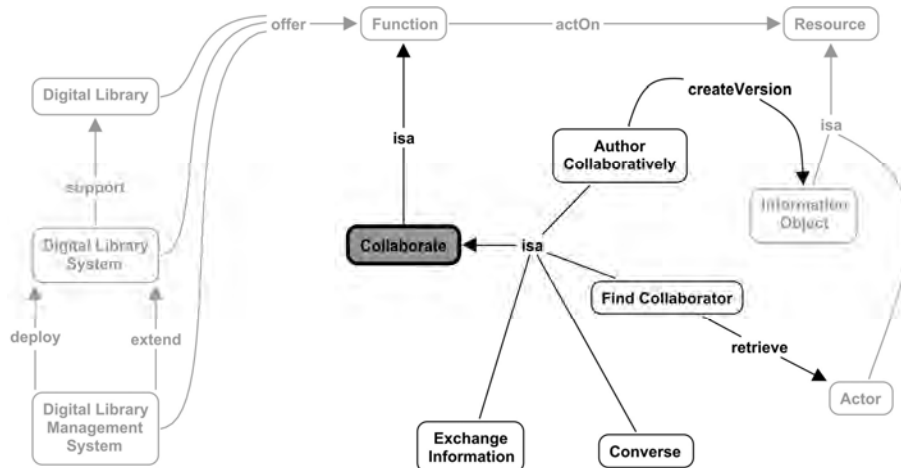 offer
Function
actOn
Resource
Digital Library
createVersion
isa
isa
Author
Collaboratively
support
Information
Object
Digital Library
System
Collaborate
isa
Find Collaborator
deploy
extend
retrieve
Actor
Digital Library
Management
System
Exchange
Information
Converse